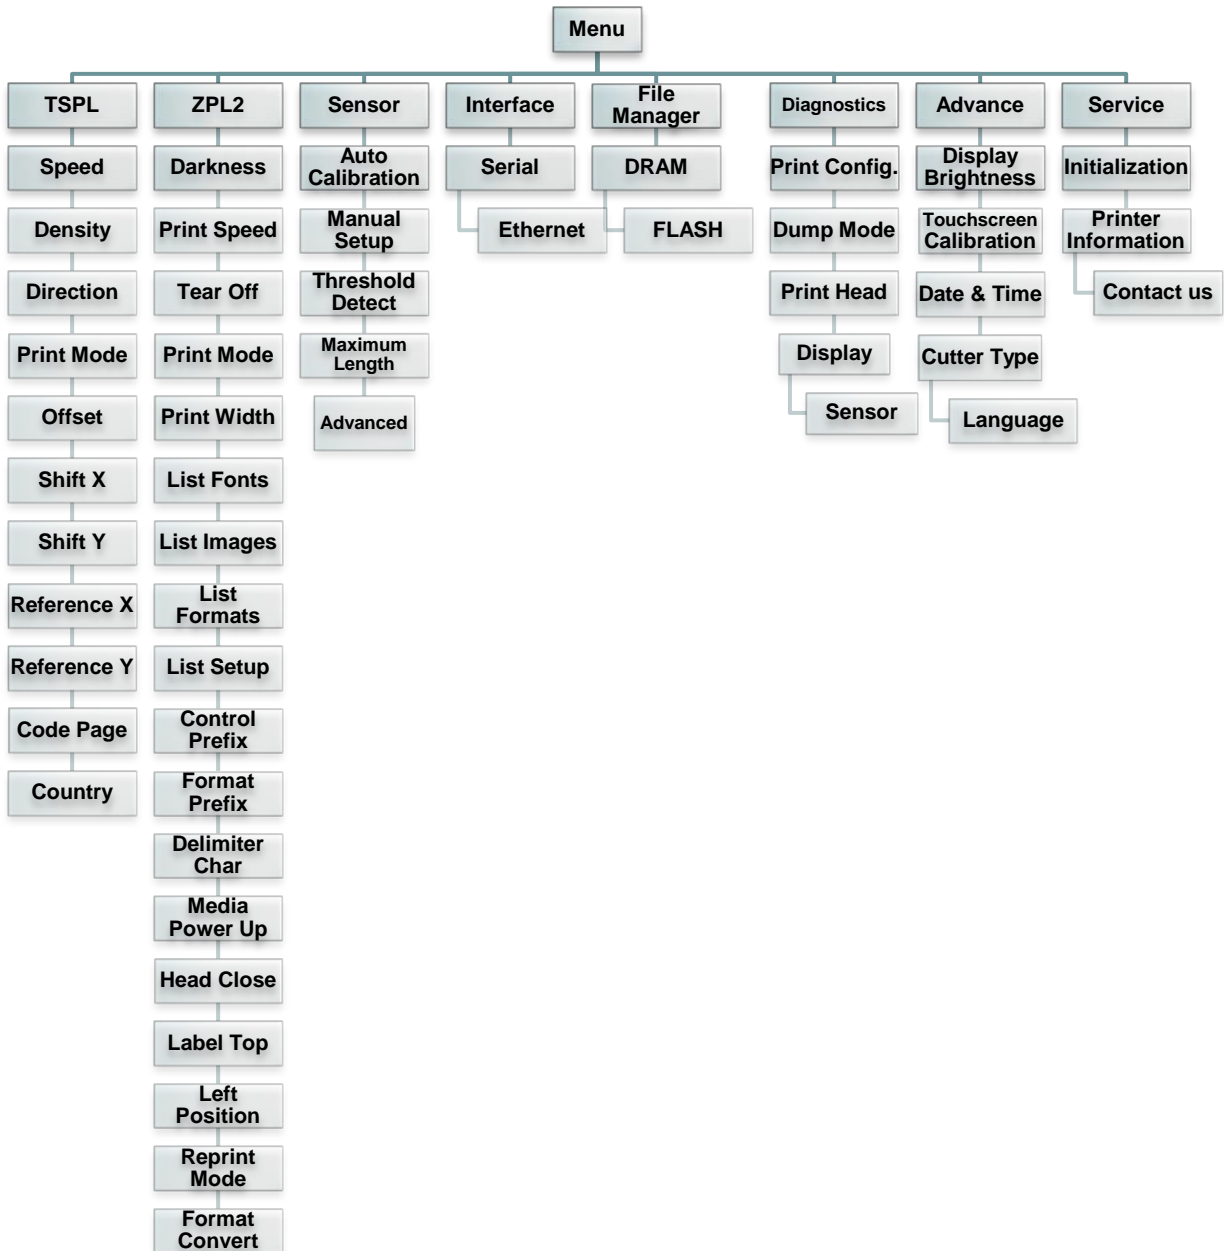 Menu
TSPL
Speed
Density
Direction
Print Mode
Offset
Shift X
Shift Y
Reference X
Reference Y
Code Page
Country
ZPL2
Darkness
Print Speed
Tear Off
Print Mode
Print Width
List Fonts
List Images
List
Formats
List Setup
Control
Prefix
Format
Prefix
Delimiter
Char
Media
Power Up
Head Close
Label Top
Left
Position
Reprint
Mode
Format
Convert
Sensor
Auto
Calibration
Manual
Setup
Threshold
Detect
Maximum
Length
Advanced
Interface
Serial
Ethernet
File
Manager
DRAM
FLASH
Diagnostics
Print Config.
Dump Mode
Print Head
Display
Sensor
Advance
Display
Brightness
Touchscreen
Calibration
Date & Time
Cutter Type
Language
Service
Initialization
Printer
Information
Contact us